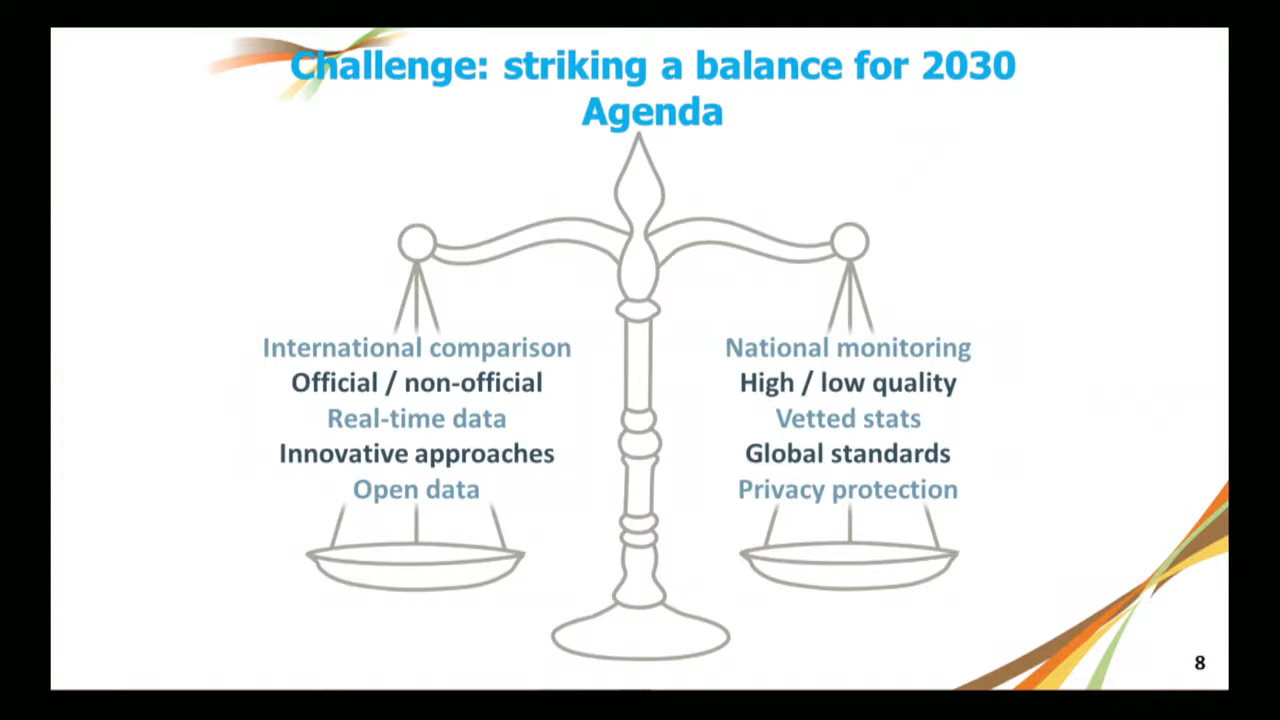 Challenge: striking a balance for 2030
Agenda
International comparison
Official / non-official
Real-time data
Innovative approaches
Open data
National monitoring
High / low quality
Vetted stats
Global standards
Privacy protection
8